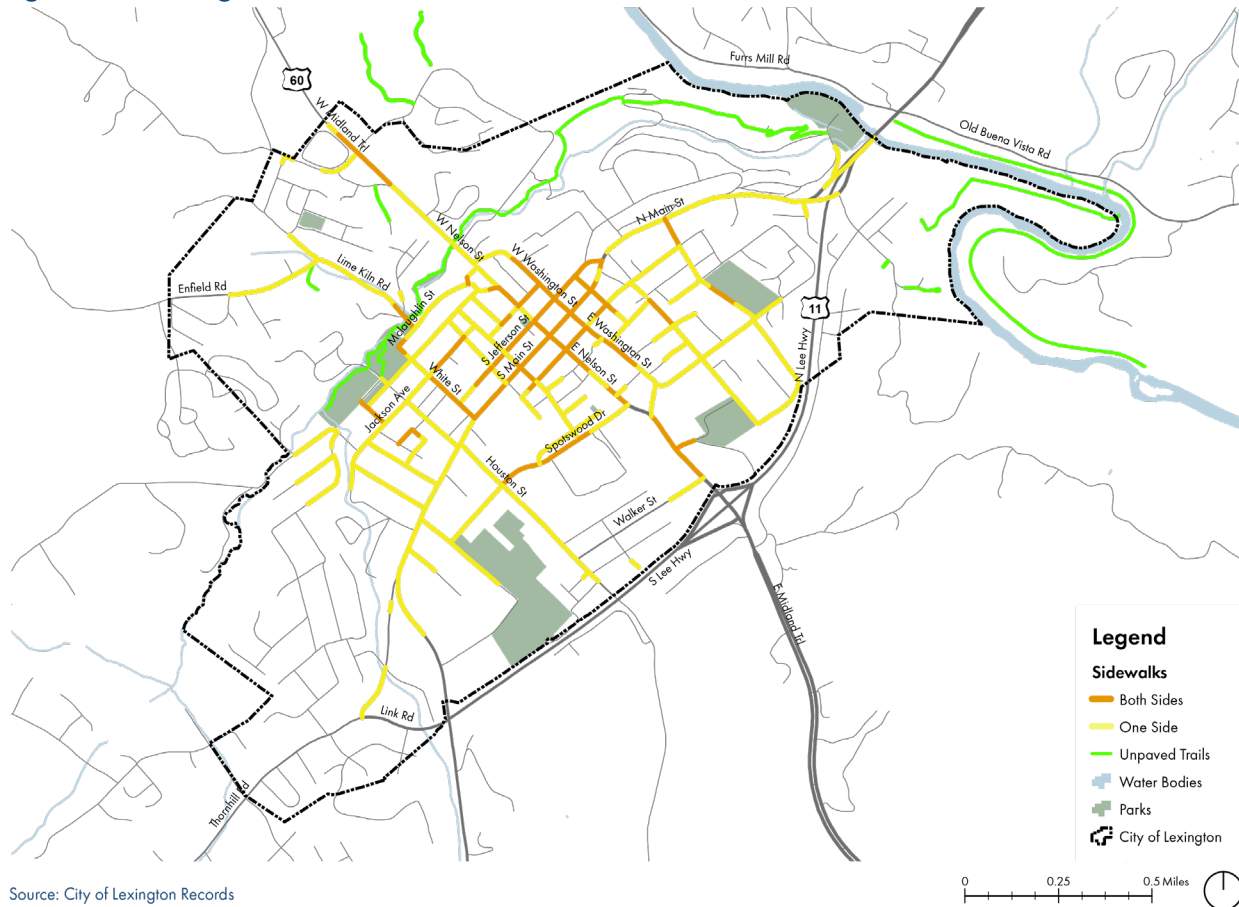 60
W Midland Trl
Furrs Mill Rd
Old Buena Vista Rd
N Main St
W Nelson St
W Washington St
Lime Kiln Rd
Enfield Rd
11
Mclaughlin St
S Jefferson St
E Washington St
S Main St
E Nelson St
N Lee Hwy
White St
Jackson Ave
Spotswood Dr
Houston St
Walker St
S Lee Hwy
E Midland Trl
Link Rd
Thornhill Rd
Legend
Sidewalks
Both Sides
One Side
Unpaved Trails
Water Bodies
Parks
City of Lexington
Source: City of Lexington Records
0 0.25 0.5 Miles